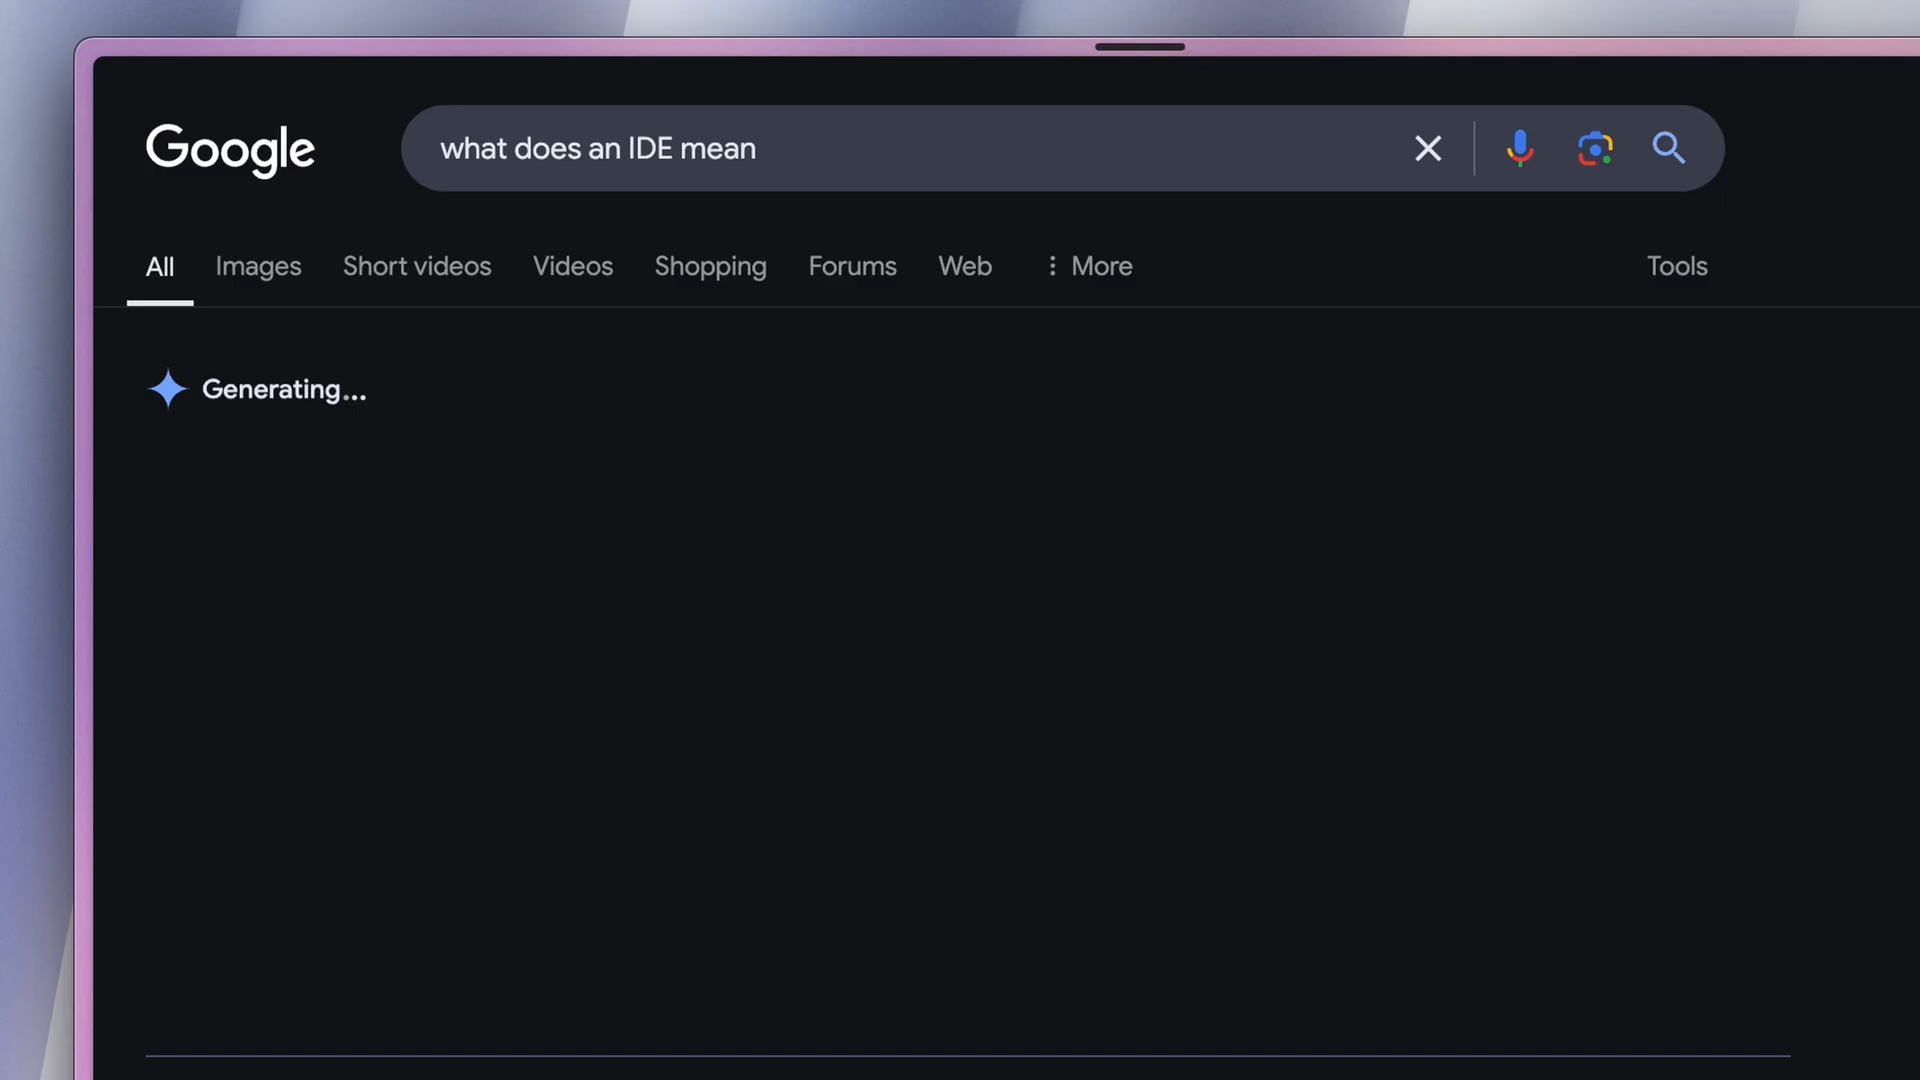 Google
what does an IDE mean
All Images Short videos Videos Shopping Forums Web More Tools
Generating...